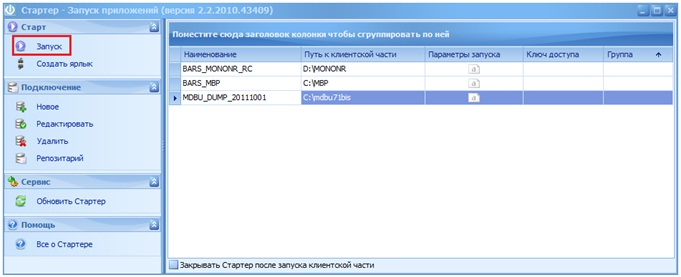 Стартер - Запуск приложений (версия 2.2.2010.43409)
Старт
Запуск
Создать ярлык
Подключение
Новое
Редактировать
Удалить
Репозитарий
Сервис
Обновить Стартер
Помощь
Все о Стартере
Поместите сюда заголовок колонки чтобы сгруппировать по ней
Наименование Путь к клиентской части Параметры запуска Ключ доступа Группа
BARS_MONONR_RC D:\MONONR a
BARS_MBP C:\MBP a
MDBU_DUMP_20111001 C:\mdbu71bis a
Закрывать Стартер после запуска клиентской части